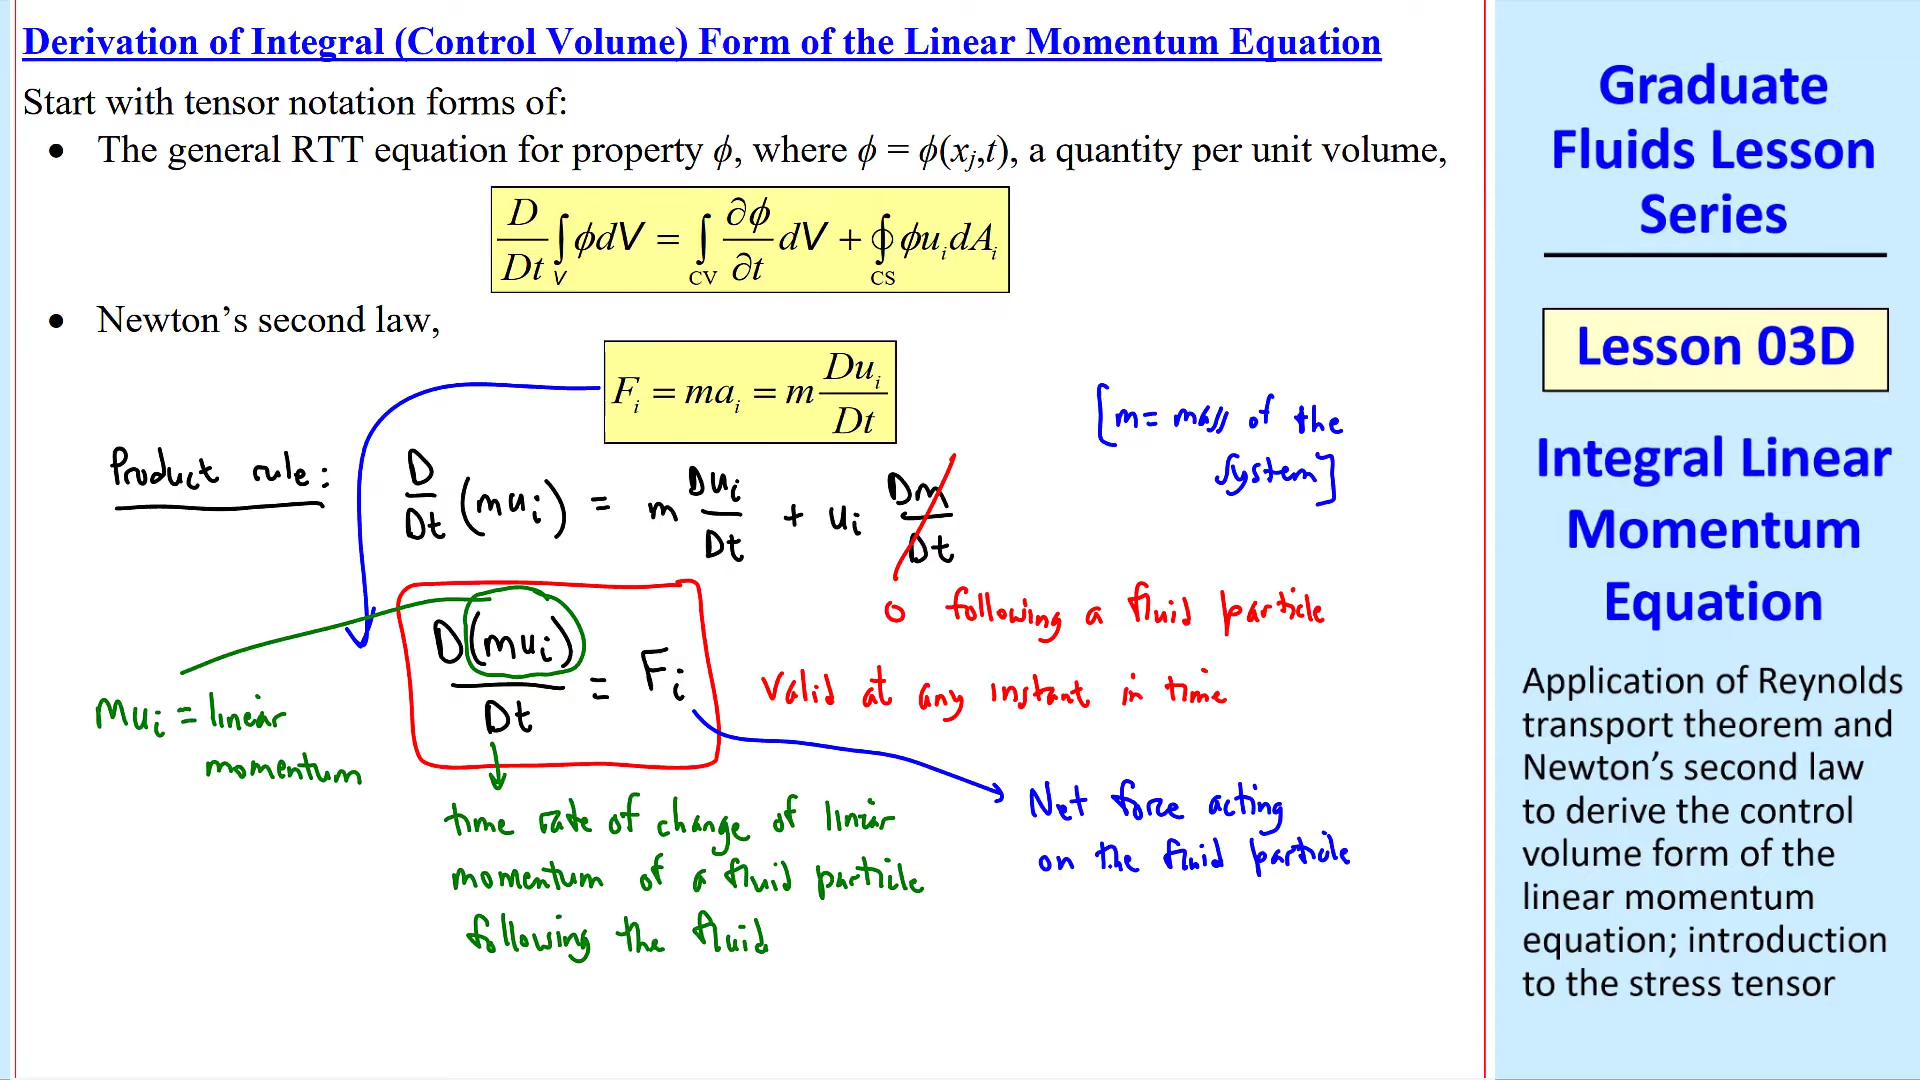 Derivation of Integral (Control Volume) Form of the Linear Momentum Equation
Start with tensor notation forms of:
• The general RTT equation for property ϕ, where ϕ = ϕ(xⱼ,t), a quantity per unit volume,
D/Dt ∫_V ϕdV = ∫_CV ∂ϕ/∂t dV + ∮_CS ϕuᵢdAᵢ
• Newton’s second law,
Fᵢ = maᵢ = m Duᵢ/Dt
[m = mass of the
system]
Product rule: D/Dt (muᵢ) = m Duᵢ/Dt + uᵢ Dm/Dt
0 following a fluid particle
D(muᵢ)/Dt = Fᵢ
Valid at any instant in time
muᵢ = linear
momentum
time rate of change of linear
momentum of a fluid particle
following the fluid
Net force acting
on the fluid particle
Graduate
Fluids Lesson
Series
Lesson 03D
Integral Linear
Momentum
Equation
Application of Reynolds
transport theorem and
Newton’s second law
to derive the control
volume form of the
linear momentum
equation; introduction
to the stress tensor